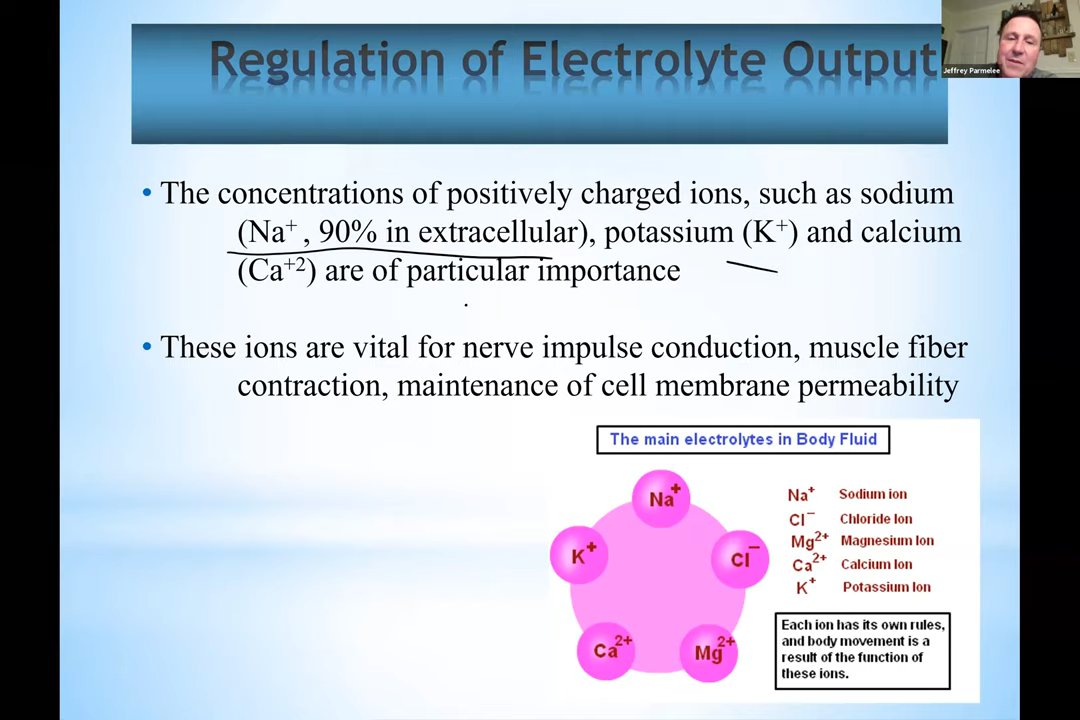 Regulation of Electrolyte Output
Jeffrey Parmelee
• The concentrations of positively charged ions, such as sodium
(Na⁺ , 90% in extracellular), potassium (K⁺) and calcium
(Ca⁺²) are of particular importance
• These ions are vital for nerve impulse conduction, muscle fiber
contraction, maintenance of cell membrane permeability
The main electrolytes in Body Fluid
Na⁺
K⁺
Cl⁻
Ca²⁺
Mg²⁺
Na⁺ Sodium ion
Cl⁻ Chloride Ion
Mg²⁺ Magnesium Ion
Ca²⁺ Calcium Ion
K⁺ Potassium Ion
Each ion has its own rules,
and body movement is a
result of the function of
these ions.